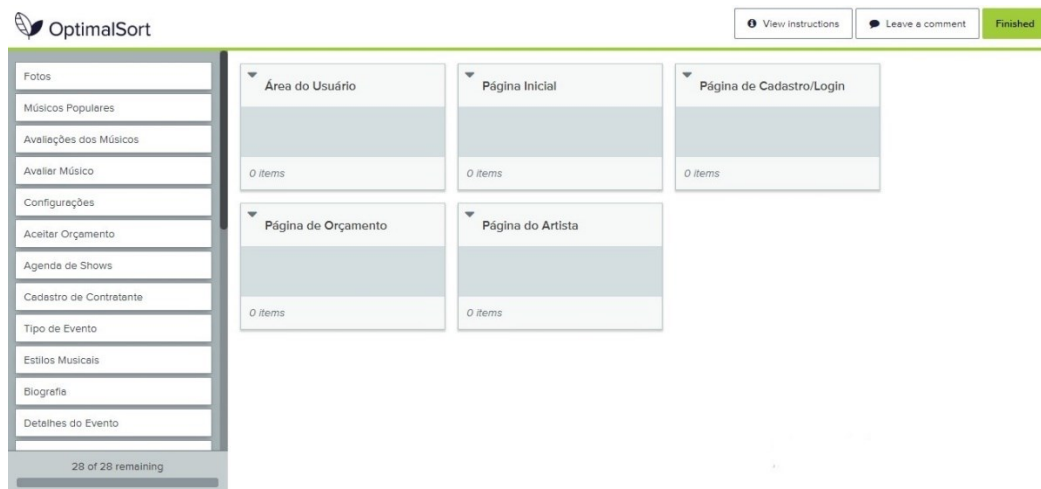 OptimalSort
View instructions
Leave a comment
Finished
Fotos
Músicos Populares
Avaliações dos Músicos
Avaliar Músico
Configurações
Aceitar Orçamento
Agenda de Shows
Cadastro de Contratante
Tipo de Evento
Estilos Musicais
Biografia
Detalhes do Evento
28 of 28 remaining
Área do Usuário
0 items
Página Inicial
0 items
Página de Cadastro/Login
0 items
Página de Orçamento
0 items
Página do Artista
0 items